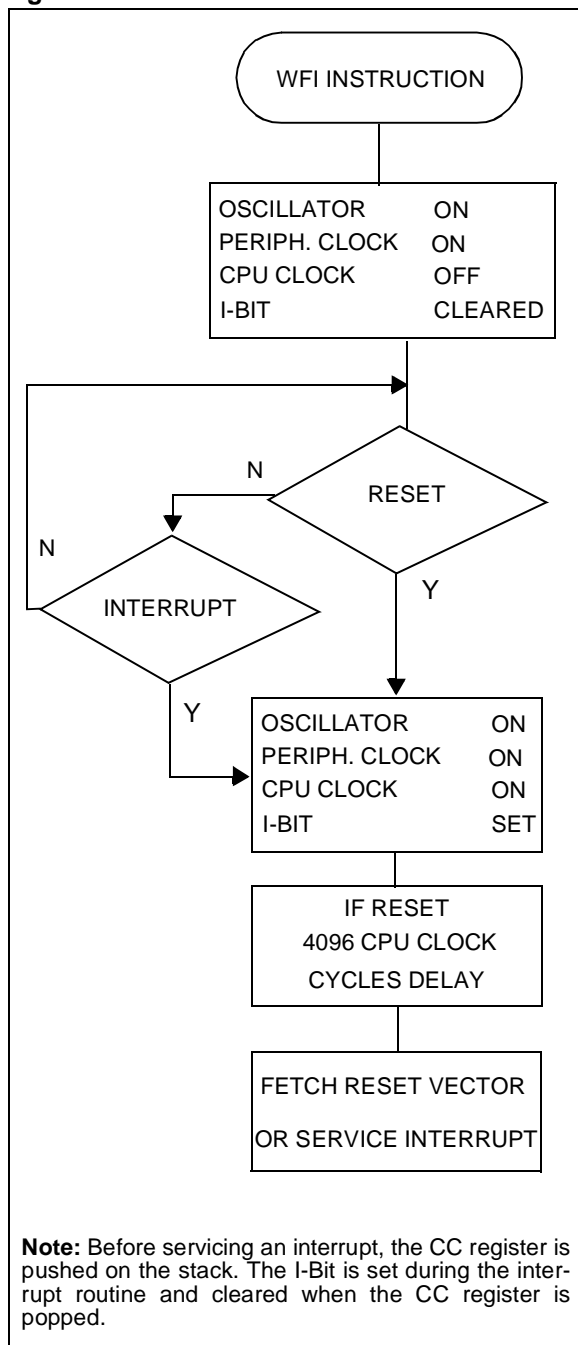 WFI INSTRUCTION
OSCILLATOR ON
PERIPH. CLOCK ON
CPU CLOCK OFF
I-BIT CLEARED
N
RESET
N
Y
INTERRUPT
Y
OSCILLATOR ON
PERIPH. CLOCK ON
CPU CLOCK ON
I-BIT SET
IF RESET
4096 CPU CLOCK
CYCLES DELAY
FETCH RESET VECTOR
OR SERVICE INTERRUPT
Note: Before servicing an interrupt, the CC register is
pushed on the stack. The I-Bit is set during the inter-
rupt routine and cleared when the CC register is
popped.